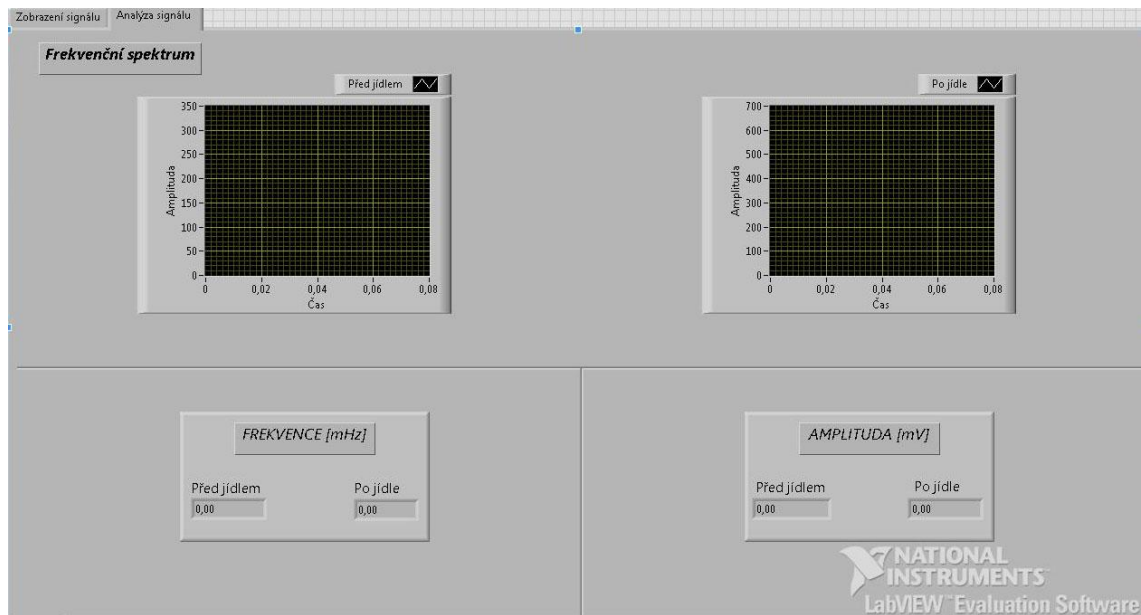 Zobrazení signálu
Analýza signálu
Frekvenční spektrum
Před jídlem
Amplituda
350
300
250
200
150
100
50
0
0
0,02
0,04
0,06
0,08
Čas
Po jídle
Amplituda
700
600
500
400
300
200
100
0
0
0,02
0,04
0,06
0,08
Čas
FREKVENCE [mHz]
Před jídlem
Po jídle
0,00
0,00
AMPLITUDA [mV]
Před jídlem
Po jídle
0,00
0,00
NATIONAL
INSTRUMENTS™
LabVIEW™ Evaluation Software